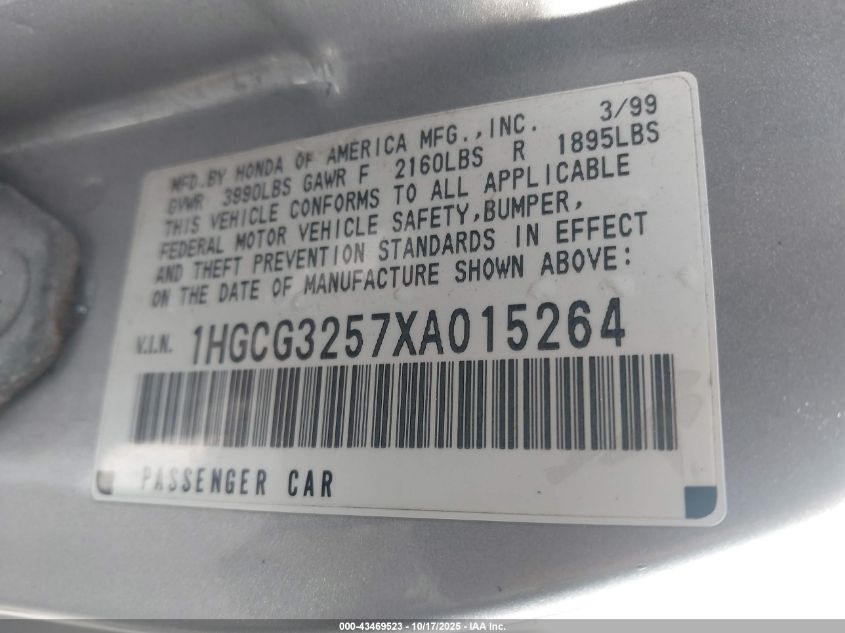 MFD.BY HONDA OF AMERICA MFG.,INC. 3/99
GVWR 3990LBS GAWR F 2160LBS R 1895LBS
THIS VEHICLE CONFORMS TO ALL APPLICABLE
FEDERAL MOTOR VEHICLE SAFETY,BUMPER,
AND THEFT PREVENTION STANDARDS IN EFFECT
ON THE DATE OF MANUFACTURE SHOWN ABOVE:
V.I.N. 1HGCG3257XA015264
PASSENGER CAR
000-43469523 - 10/17/2025 - IAA Inc.